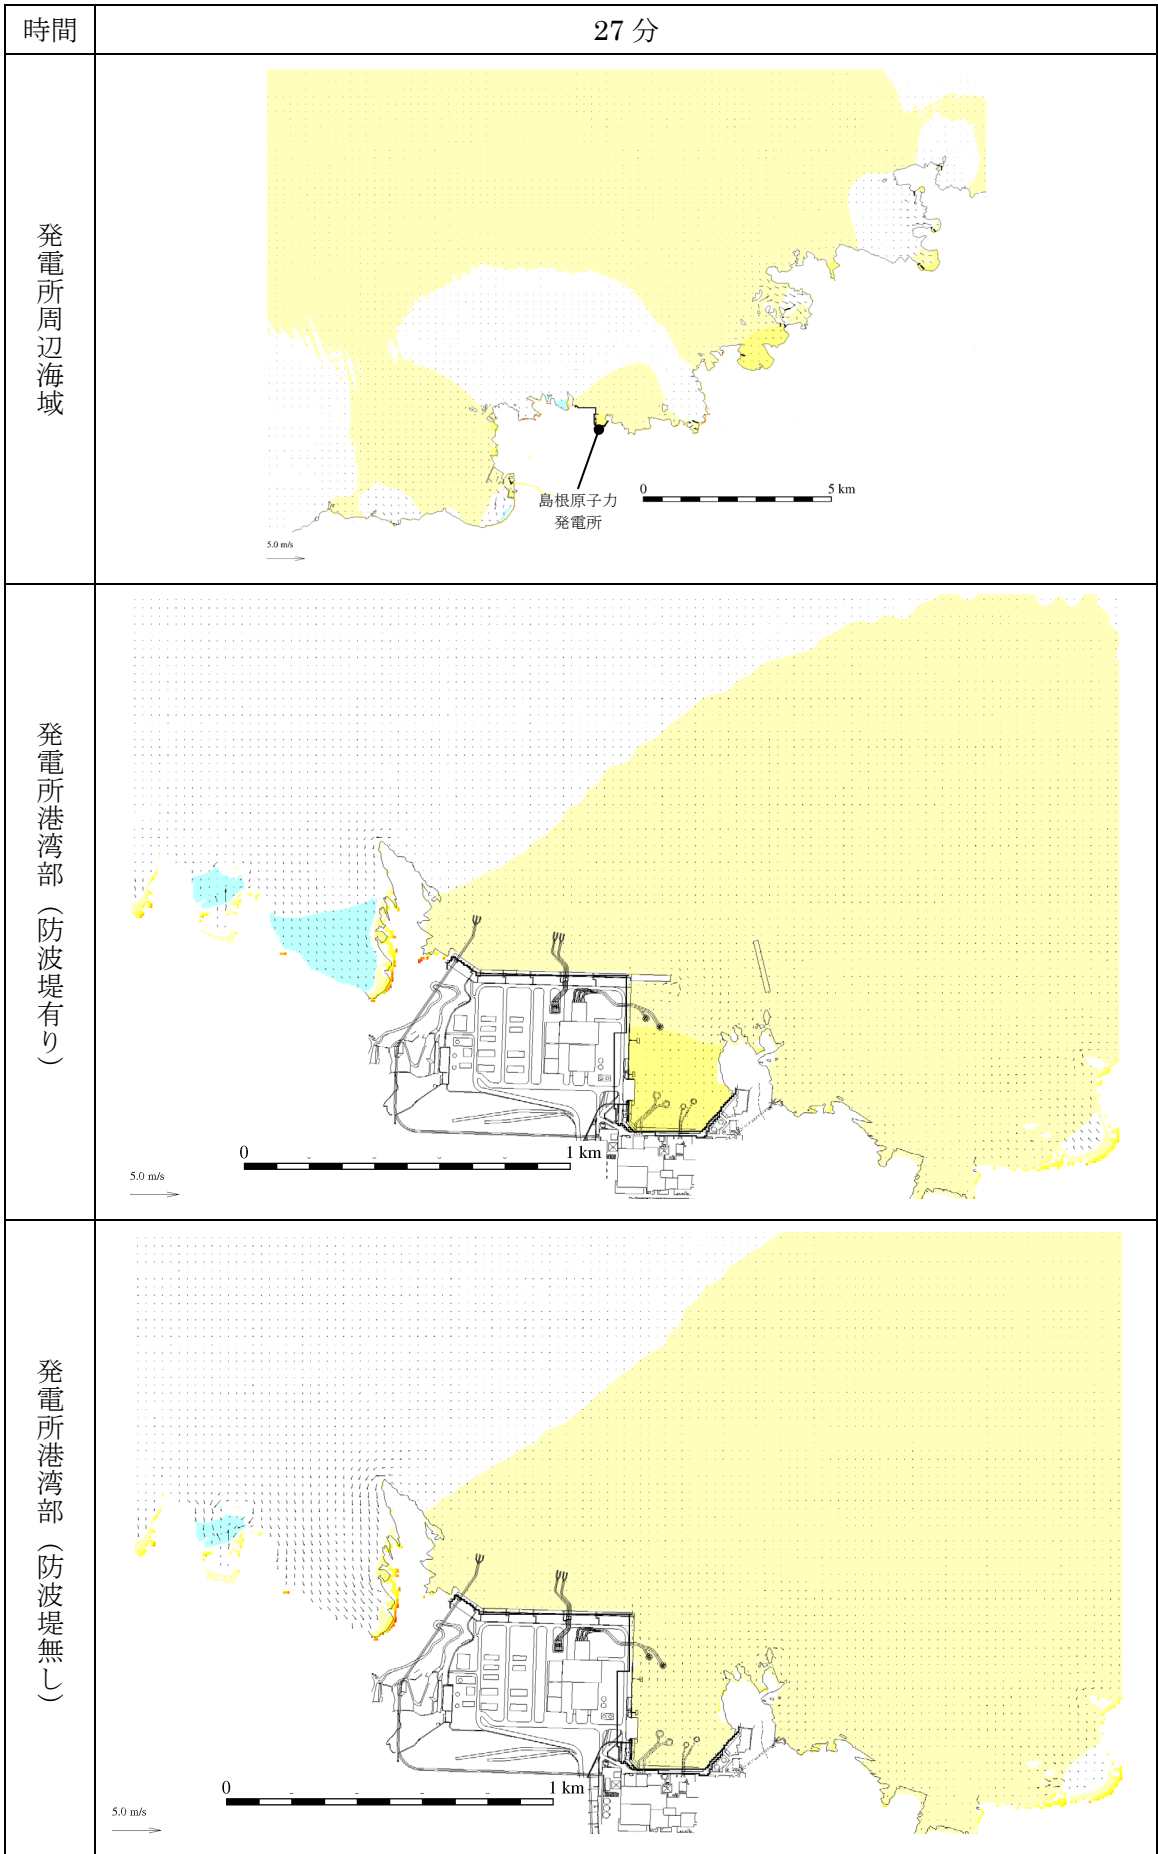 時間
27 分
発電所周辺海域
島根原子力
発電所
0 5 km
5.0 m/s
発電所港湾部（防波堤有り）
0 1 km
5.0 m/s
発電所港湾部（防波堤無し）
0 1 km
5.0 m/s